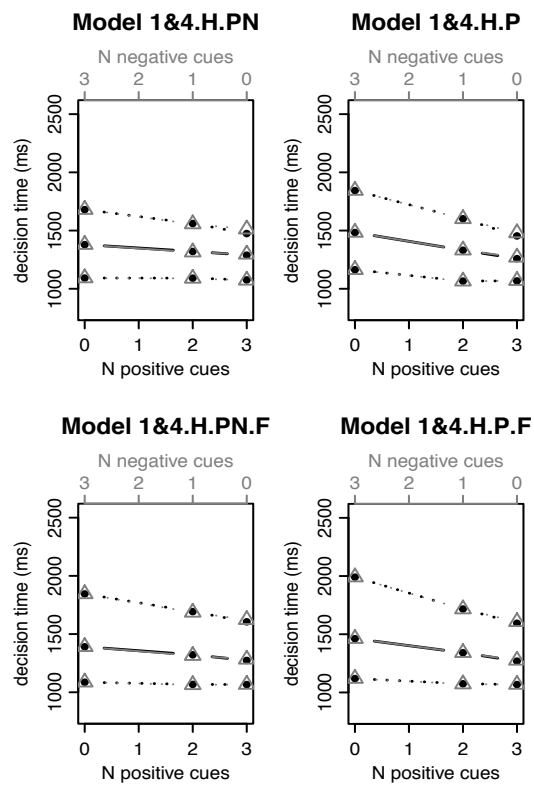 Model 1&4.H.PN
N negative cues
3 2 1 0
decision time (ms)
2500
2000
1500
1000
0 1 2 3
N positive cues
Model 1&4.H.P
N negative cues
3 2 1 0
decision time (ms)
2500
2000
1500
1000
0 1 2 3
N positive cues
Model 1&4.H.PN.F
N negative cues
3 2 1 0
decision time (ms)
2500
2000
1500
1000
0 1 2 3
N positive cues
Model 1&4.H.P.F
N negative cues
3 2 1 0
decision time (ms)
2500
2000
1500
1000
0 1 2 3
N positive cues